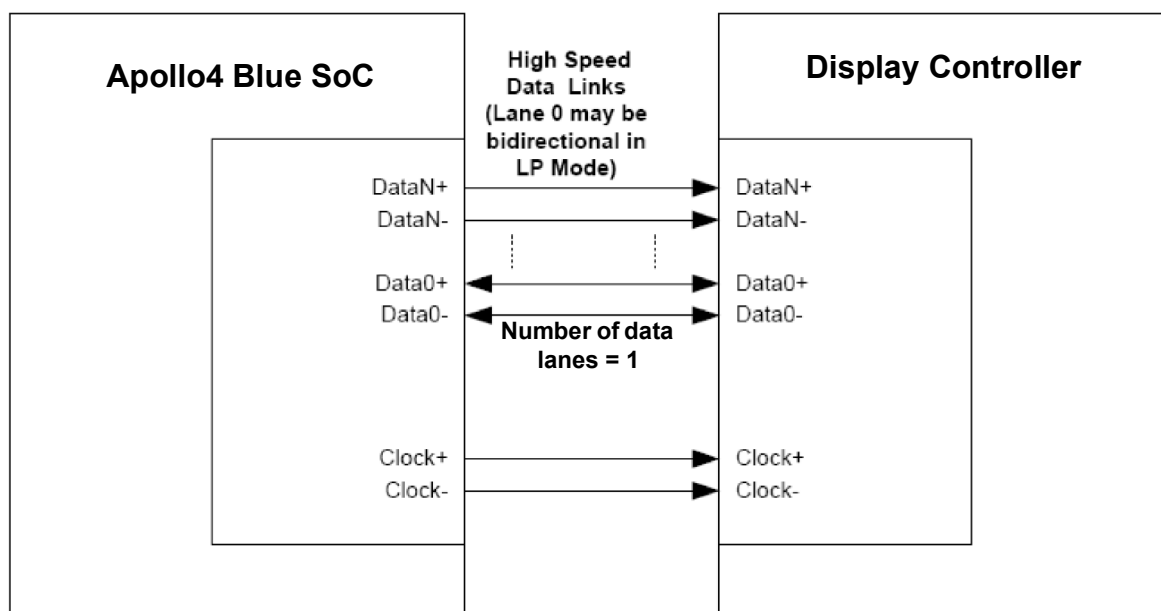 Apollo4 Blue SoC
High Speed
Data Links
(Lane 0 may be
bidirectional in
LP Mode)
Display Controller
DataN+
DataN+
DataN-
DataN-
Data0+
Data0+
Data0-
Data0-
Number of data
lanes = 1
Clock+
Clock+
Clock-
Clock-